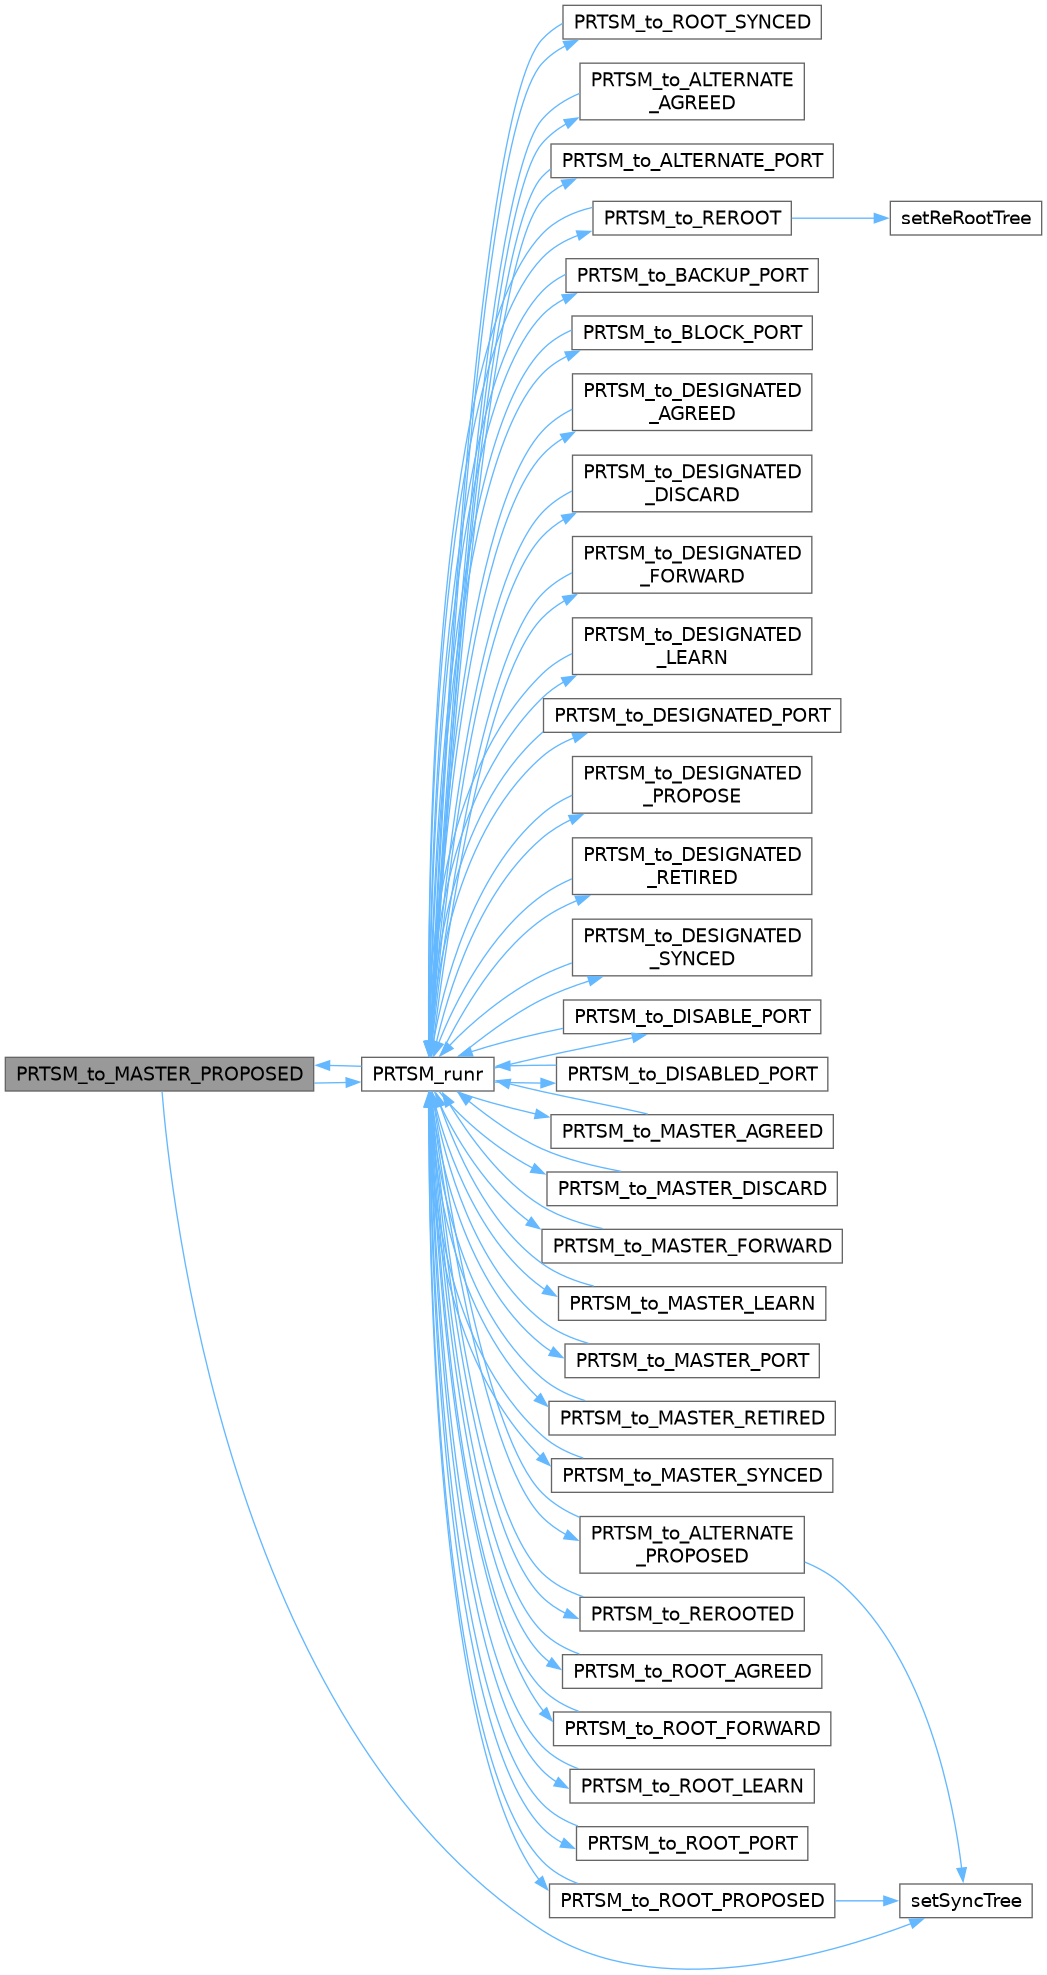 PRTSM_to_ROOT_SYNCED
PRTSM_to_ALTERNATE
_AGREED
PRTSM_to_ALTERNATE_PORT
PRTSM_to_REROOT
setReRootTree
PRTSM_to_BACKUP_PORT
PRTSM_to_BLOCK_PORT
PRTSM_to_DESIGNATED
_AGREED
PRTSM_to_DESIGNATED
_DISCARD
PRTSM_to_DESIGNATED
_FORWARD
PRTSM_to_DESIGNATED
_LEARN
PRTSM_to_DESIGNATED_PORT
PRTSM_to_DESIGNATED
_PROPOSE
PRTSM_to_DESIGNATED
_RETIRED
PRTSM_to_DESIGNATED
_SYNCED
PRTSM_to_DISABLE_PORT
PRTSM_to_MASTER_PROPOSED
PRTSM_runr
PRTSM_to_DISABLED_PORT
PRTSM_to_MASTER_AGREED
PRTSM_to_MASTER_DISCARD
PRTSM_to_MASTER_FORWARD
PRTSM_to_MASTER_LEARN
PRTSM_to_MASTER_PORT
PRTSM_to_MASTER_RETIRED
PRTSM_to_MASTER_SYNCED
PRTSM_to_ALTERNATE
_PROPOSED
PRTSM_to_REROOTED
PRTSM_to_ROOT_AGREED
PRTSM_to_ROOT_FORWARD
PRTSM_to_ROOT_LEARN
PRTSM_to_ROOT_PORT
PRTSM_to_ROOT_PROPOSED
setSyncTree